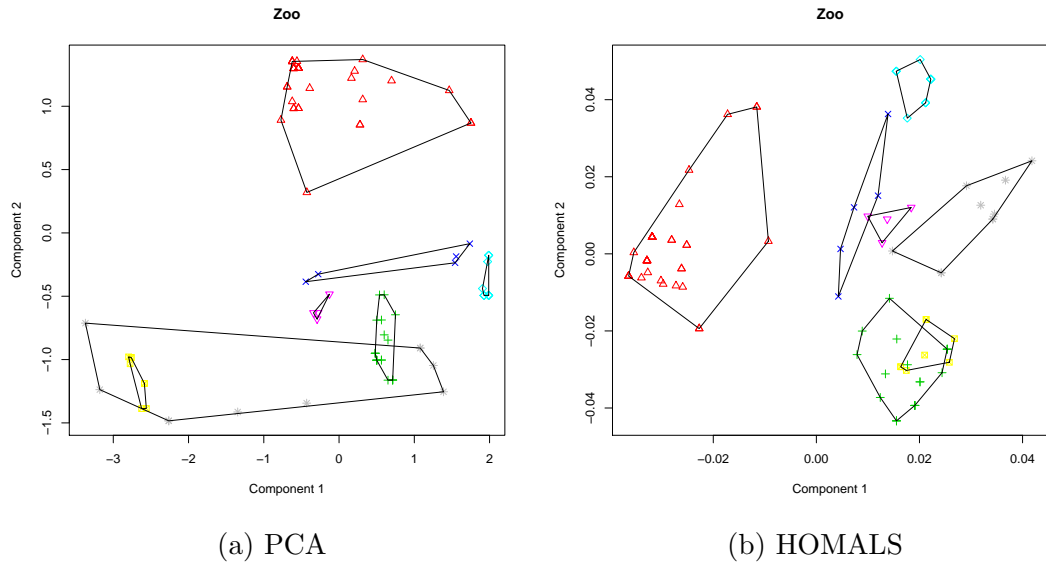 Zoo
Component 2
1.0
0.5
0.0
−0.5
−1.0
−1.5
−3
−2
−1
0
1
2
Component 1
(a) PCA
Zoo
Component 2
0.04
0.02
0.00
−0.02
−0.04
−0.02
0.00
0.02
0.04
Component 1
(b) HOMALS